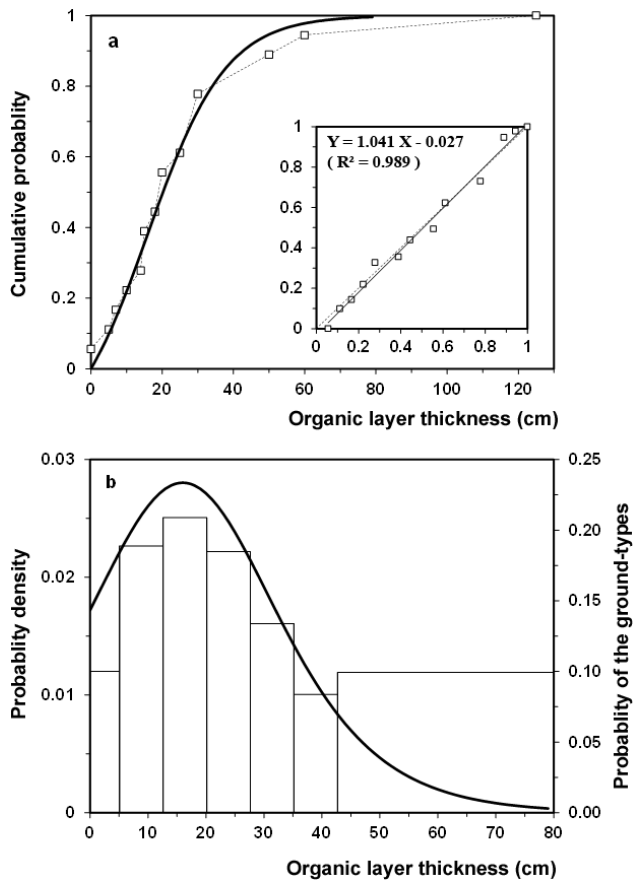 a
Cumulative probablity
1
0.8
0.6
0.4
0.2
0
0 20 40 60 80 100 120
Organic layer thickness (cm)
Y = 1.041 X - 0.027
( R² = 0.989 )
1
0.8
0.6
0.4
0.2
0
0 0.2 0.4 0.6 0.8 1
b
Probablity density
0.03
0.02
0.01
0
0.25
0.20
0.15
0.10
0.05
0.00
Probablity of the ground-types
0 10 20 30 40 50 60 70 80
Organic layer thickness (cm)